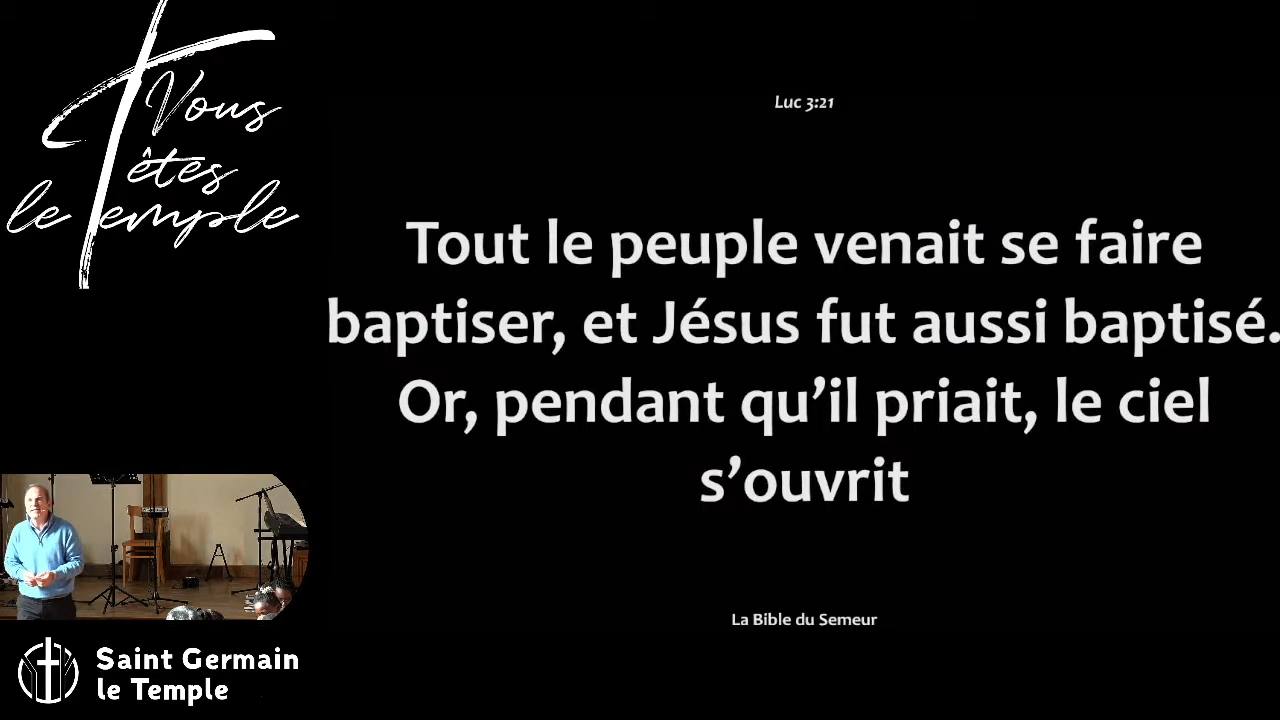 Vous
êtes
le Temple
Luc 3:21
Tout le peuple venait se faire
baptiser, et Jésus fut aussi baptisé.
Or, pendant qu’il priait, le ciel
s’ouvrit
La Bible du Semeur
Saint Germain
le Temple